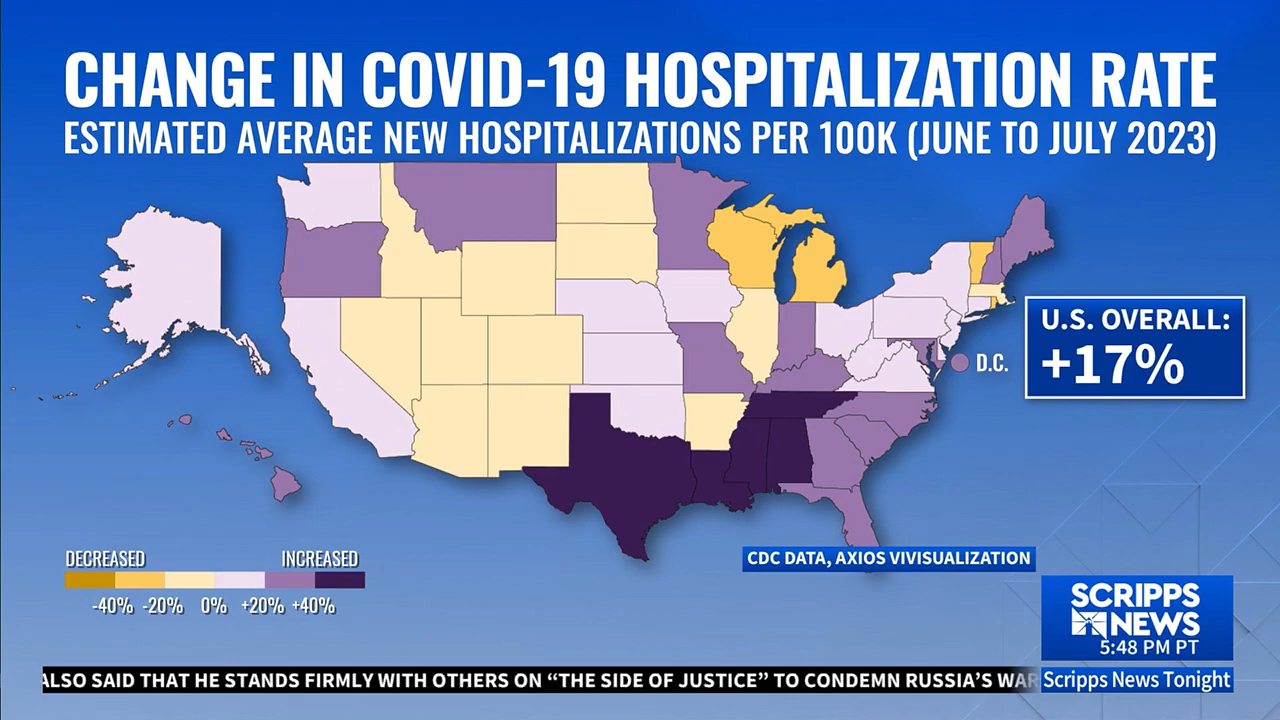 CHANGE IN COVID-19 HOSPITALIZATION RATE
ESTIMATED AVERAGE NEW HOSPITALIZATIONS PER 100K (JUNE TO JULY 2023)
U.S. OVERALL:
+17%
D.C.
DECREASED INCREASED
-40% -20% 0% +20% +40%
CDC DATA, AXIOS VIVISUALIZATION
SCRIPPS
NEWS
5:48 PM PT
ALSO SAID THAT HE STANDS FIRMLY WITH OTHERS ON “THE SIDE OF JUSTICE” TO CONDEMN RUSSIA’S WAR
Scripps News Tonight